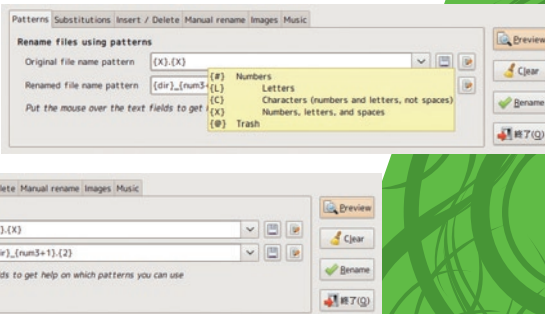 Patterns Substitutions Insert / Delete Manual rename Images Music
Rename files using patterns
Original file name pattern {X}.{X}
Renamed file name pattern {dir}_{num3+
Put the mouse over the text fields to get
{#} Numbers
{L} Letters
{C} Characters (numbers and letters, not spaces)
{X} Numbers, letters, and spaces
{@} Trash
Preview
Clear
Rename
終了(Q)
lete Manual rename Images Music
}.{X}
ir}_{num3+1}.{2}
lds to get help on which patterns you can use
Preview
Clear
Rename
終了(Q)